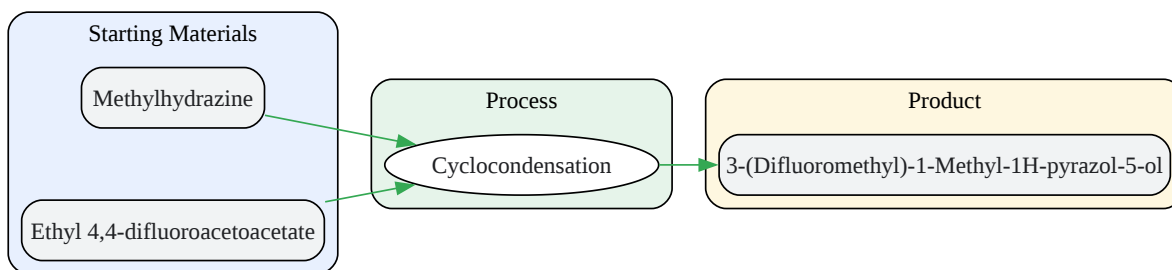 Starting Materials
Methylhydrazine
Ethyl 4,4-difluoroacetoacetate
Process
Cyclocondensation
Product
3-(Difluoromethyl)-1-Methyl-1H-pyrazol-5-ol